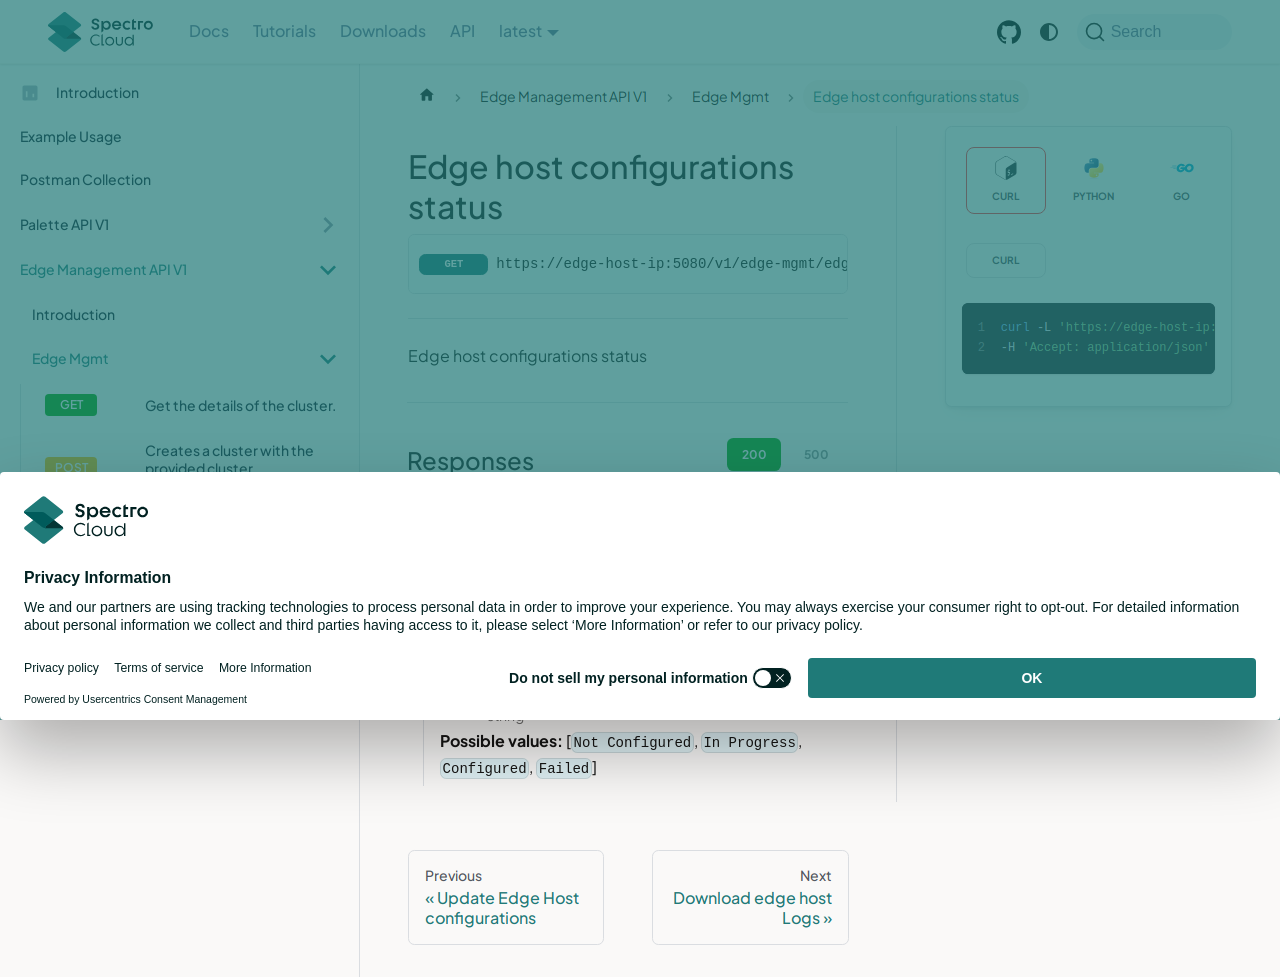 Spectro Cloud
Docs
Tutorials
Downloads
API
latest
Search
Introduction
Example Usage
Postman Collection
Palette API V1
Edge Management API V1
Introduction
Edge Mgmt
GET Get the details of the cluster.
POST Creates a cluster with the
provided cluster
Edge Management API V1
Edge Mgmt
Edge host configurations status
Edge host configurations
status
GET https://edge-host-ip:5080/v1/edge-mgmt/edg
Edge host configurations status
Responses
200
500
CURL
PYTHON
GO
CURL
1 curl -L 'https://edge-host-ip:
2 -H 'Accept: application/json'
Spectro
Cloud
Privacy Information
We and our partners are using tracking technologies to process personal data in order to improve your experience. You may always exercise your consumer right to opt-out. For detailed information
about personal information we collect and third parties having access to it, please select ‘More Information’ or refer to our privacy policy.
Privacy policy
Terms of service
More Information
Do not sell my personal information
OK
Powered by Usercentrics Consent Management
Possible values: [Not Configured, In Progress,
Configured, Failed]
Previous
« Update Edge Host
configurations
Next
Download edge host
Logs »